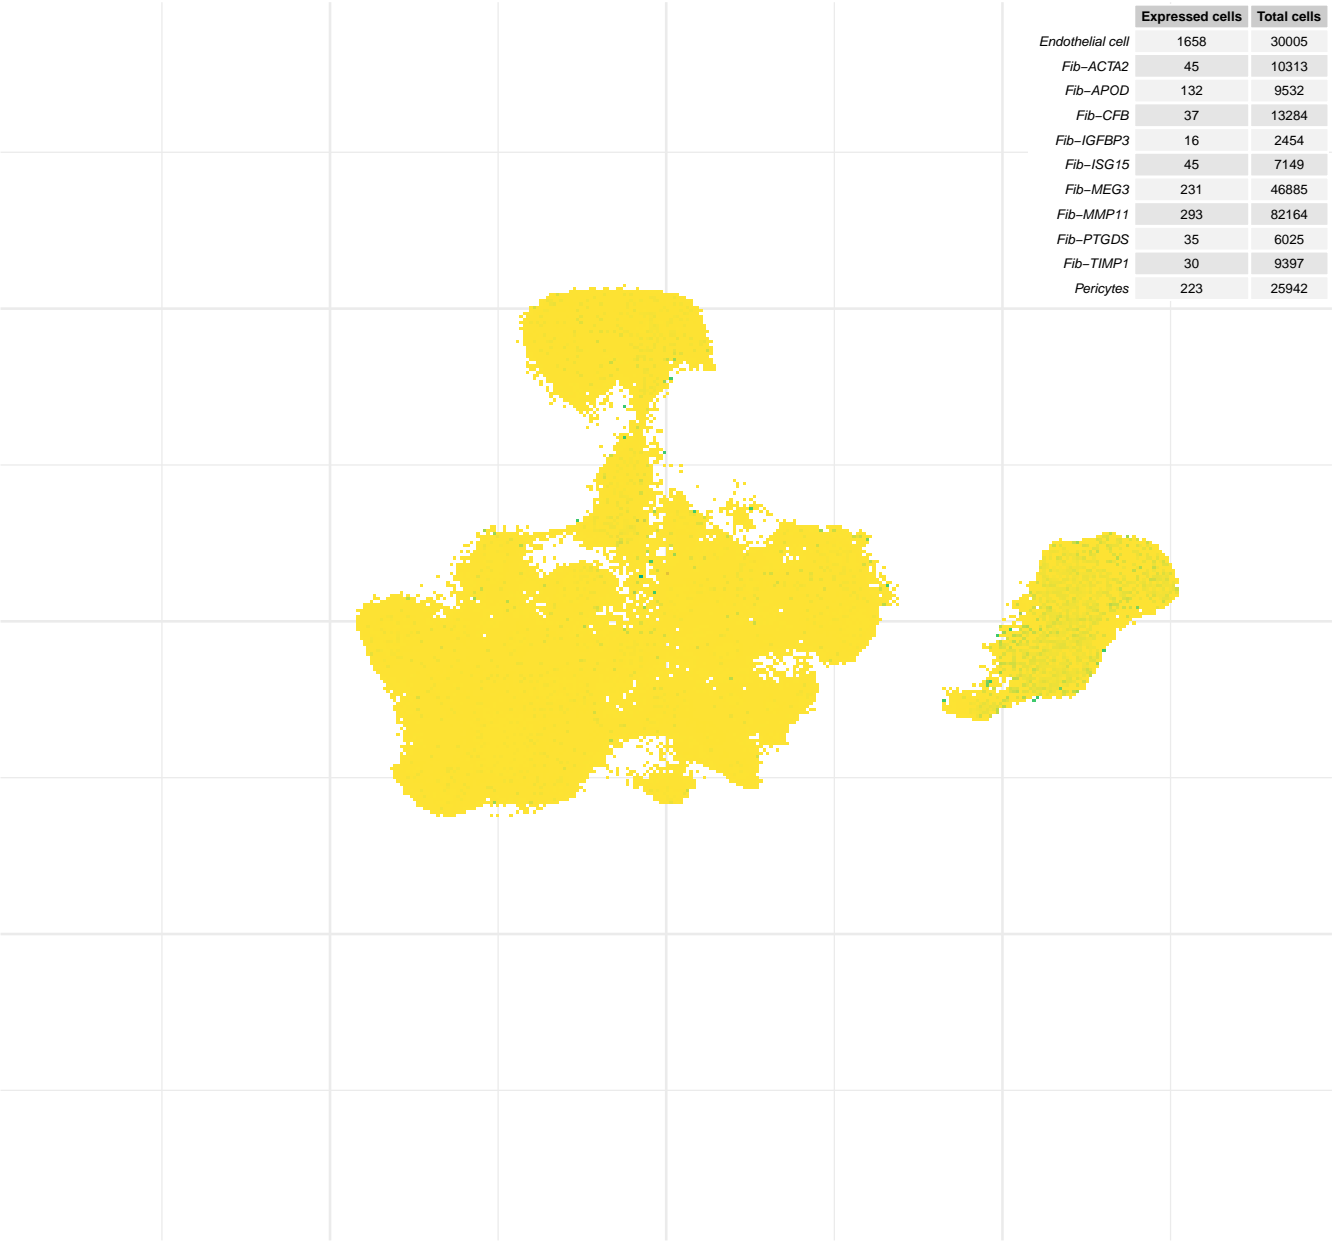 Expressed cells Total cells
Endothelial cell 1658 30005
Fib−ACTA2 45 10313
Fib−APOD 132 9532
Fib−CFB 37 13284
Fib−IGFBP3 16 2454
Fib−ISG15 45 7149
Fib−MEG3 231 46885
Fib−MMP11 293 82164
Fib−PTGDS 35 6025
Fib−TIMP1 30 9397
Pericytes 223 25942